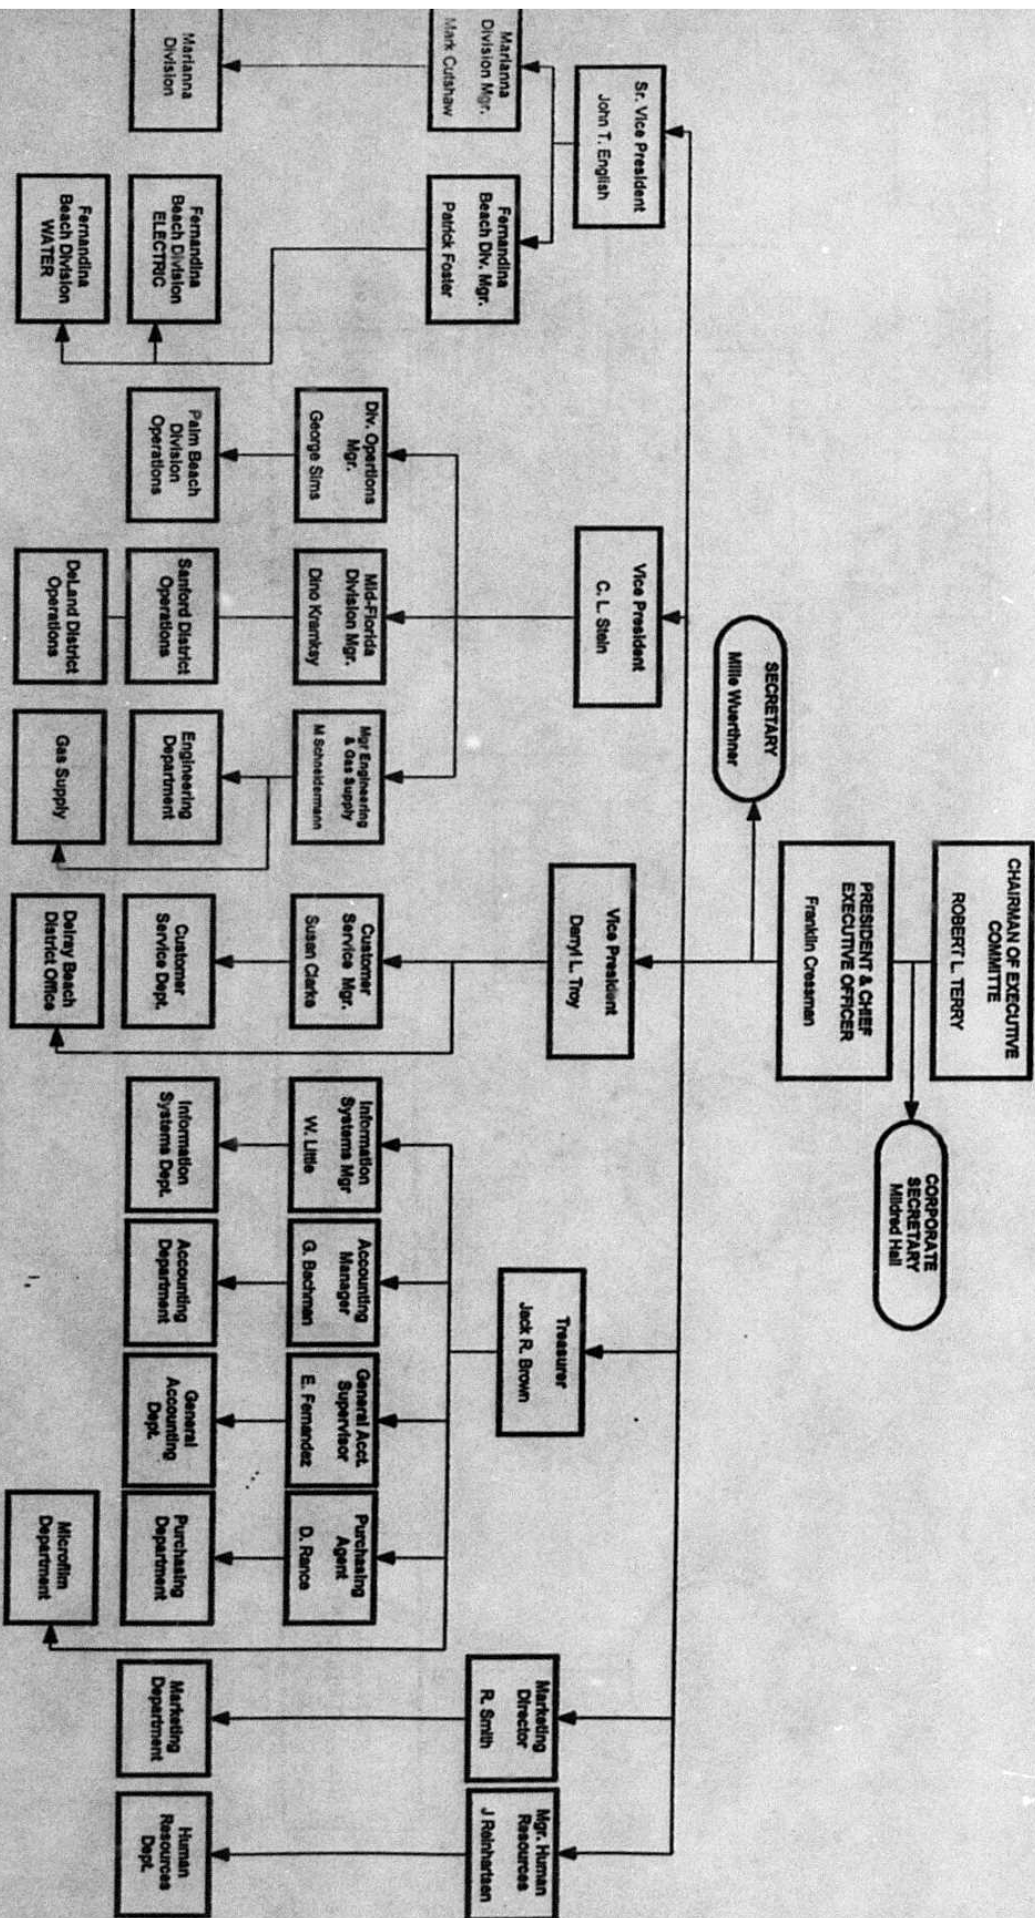 CHAIRMAN OF EXECUTIVE
COMMITTE
ROBERT L. TERRY
CORPORATE
SECRETARY
Mildred Hall
PRESIDENT & CHIEF
EXECUTIVE OFFICER
Franklin Cressman
SECRETARY
Millie Wuerthner
Sr. Vice President
John T. English
Vice President
C. L. Stein
Vice President
Darryl L. Troy
Treasurer
Jack R. Brown
Marketing
Director
R. Smith
Mgr. Human
Resources
J Reinhartsen
Marianna
Division Mgr.
Mark Cutshaw
Fernandina
Beach Div. Mgr.
Patrick Foster
Div. Opertions
Mgr.
George Sims
Mid-Florida
Division Mgr.
Dino Kramksy
Mgr Engineering
& Gas Supply
M Schneidermann
Customer
Service Mgr.
Susan Clarke
Information
Systems Mgr
W. Little
Accounting
Manager
G. Bachman
General Acct.
Supervisor
E. Fernandez
Purchasing
Agent
D. Rance
Marianna
Division
Fernandina
Beach Division
ELECTRIC
Palm Beach
Division
Operations
Sanford District
Operations
Engineering
Department
Customer
Service Dept.
Information
Systems Dept.
Accounting
Department
General
Accounting
Dept.
Purchasing
Department
Marketing
Department
Human
Resources
Dept.
Fernandina
Beach Division
WATER
DeLand District
Operations
Gas Supply
Delray Beach
District Office
Microfilm
Department